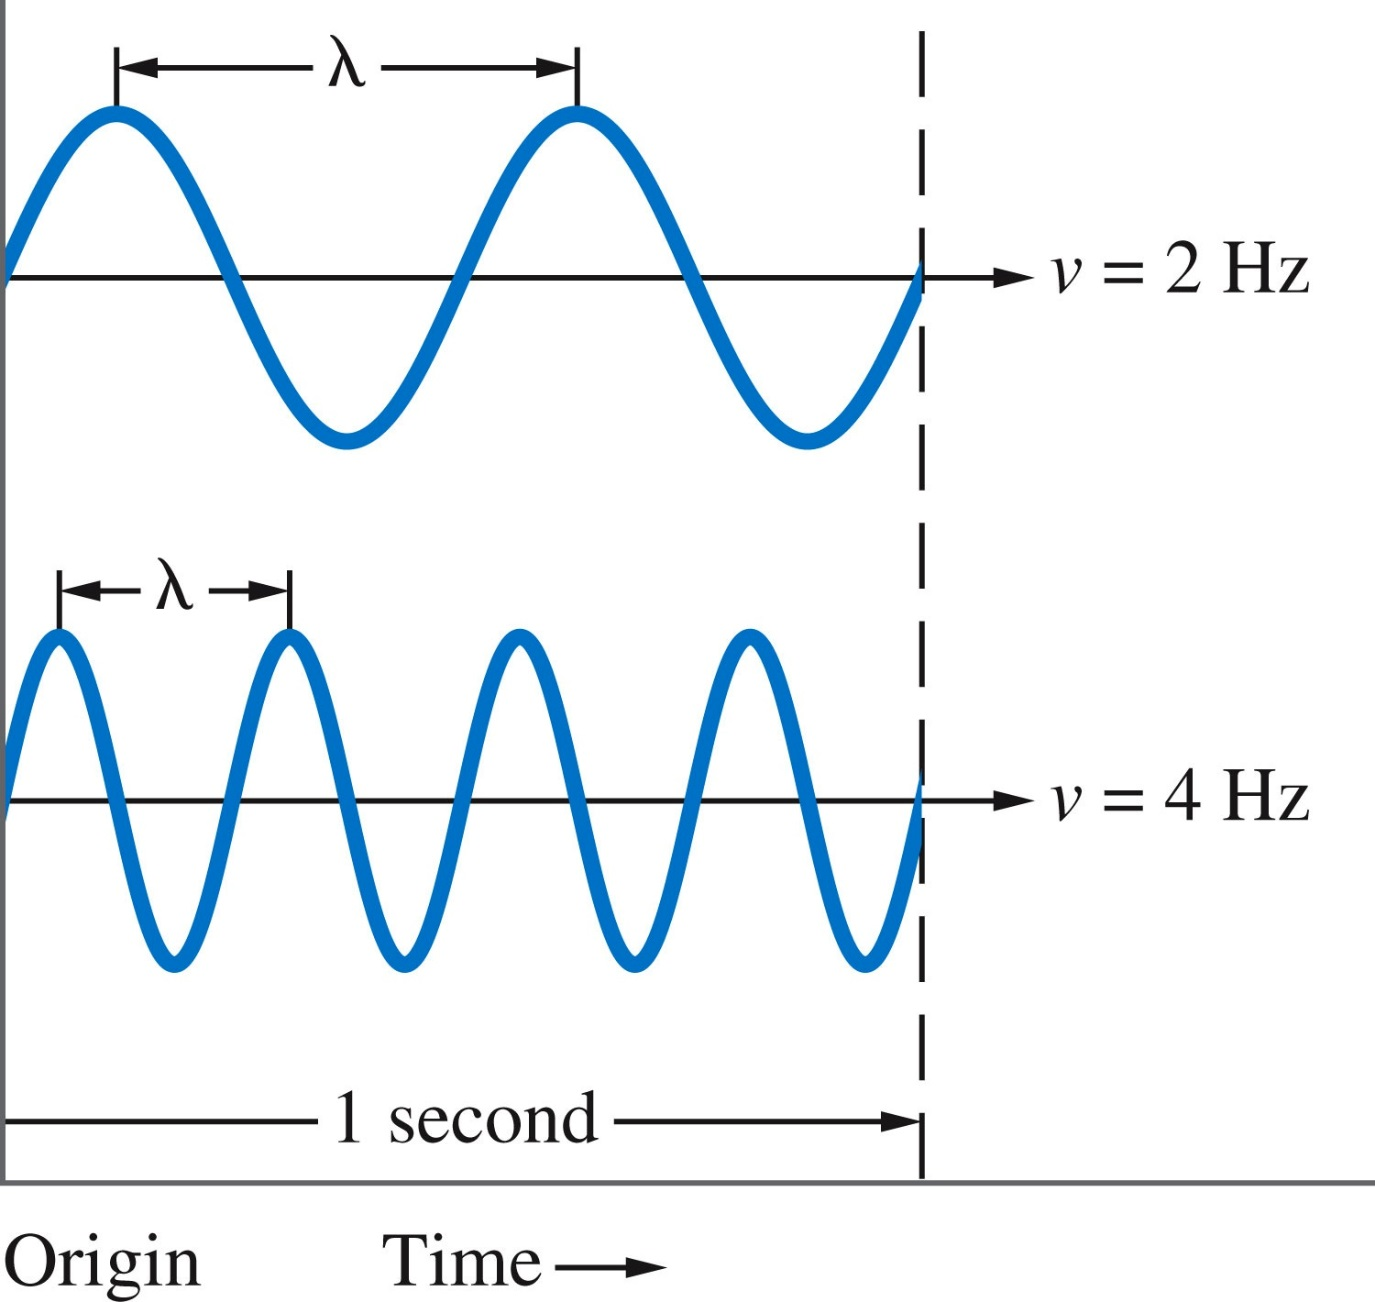 λ
ν = 2 Hz
λ
ν = 4 Hz
1 second
Origin
Time